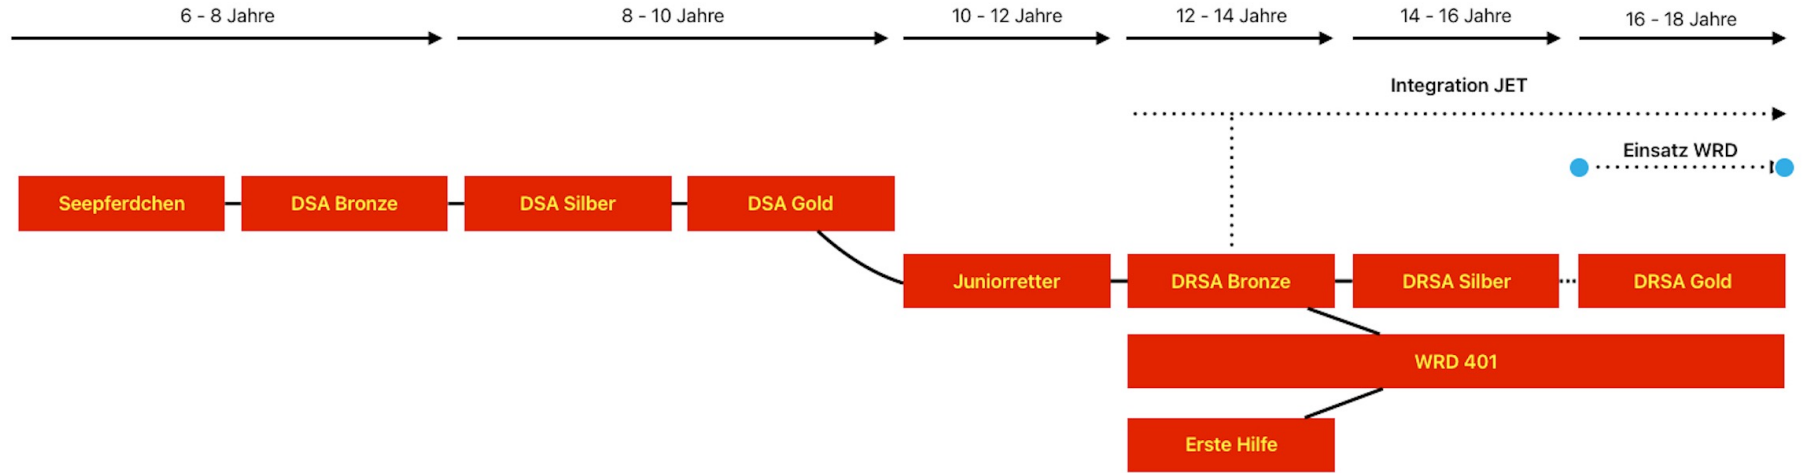 6 - 8 Jahre
8 - 10 Jahre
10 - 12 Jahre
12 - 14 Jahre
14 - 16 Jahre
16 - 18 Jahre
Integration JET
Einsatz WRD
Seepferdchen
DSA Bronze
DSA Silber
DSA Gold
Juniorretter
DRSA Bronze
DRSA Silber
DRSA Gold
WRD 401
Erste Hilfe